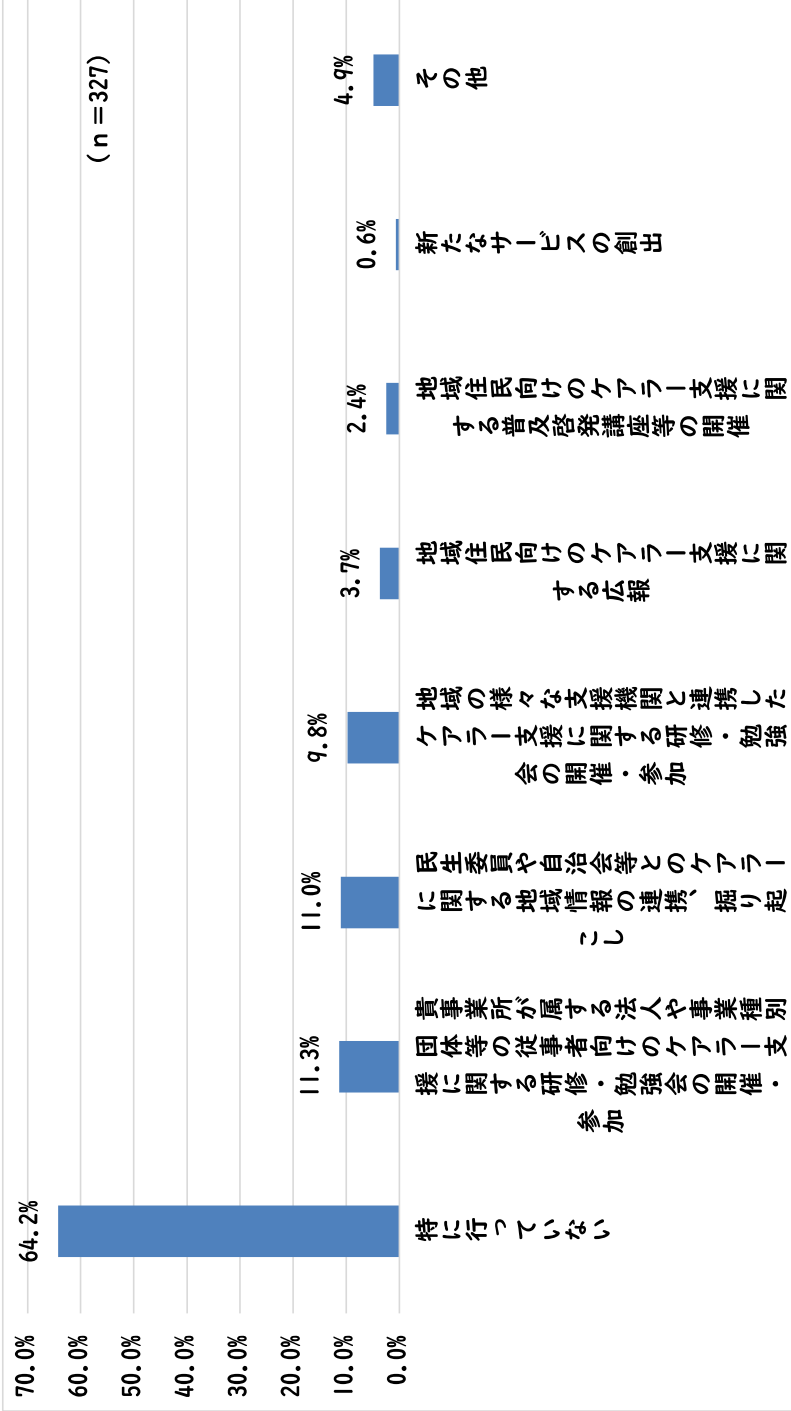 70.0%
60.0%
50.0%
40.0%
30.0%
20.0%
10.0%
0.0%
(n=327)
64.2%
11.3%
11.0%
9.8%
3.7%
2.4%
0.6%
4.9%
特に行っていない
貴事業所が属する法人や事業種別
団体等の従事者向けのケアラー支
援に関する研修・勉強会の開催・
参加
民生委員や自治会等とのケアラー
に関する地域情報の連携、掘り起
こし
地域の様々な支援機関と連携した
ケアラー支援に関する研修・勉強
会の開催・参加
地域住民向けのケアラー支援に関
する広報
地域住民向けのケアラー支援に関
する普及啓発講座等の開催
新たなサービスの創出
その他